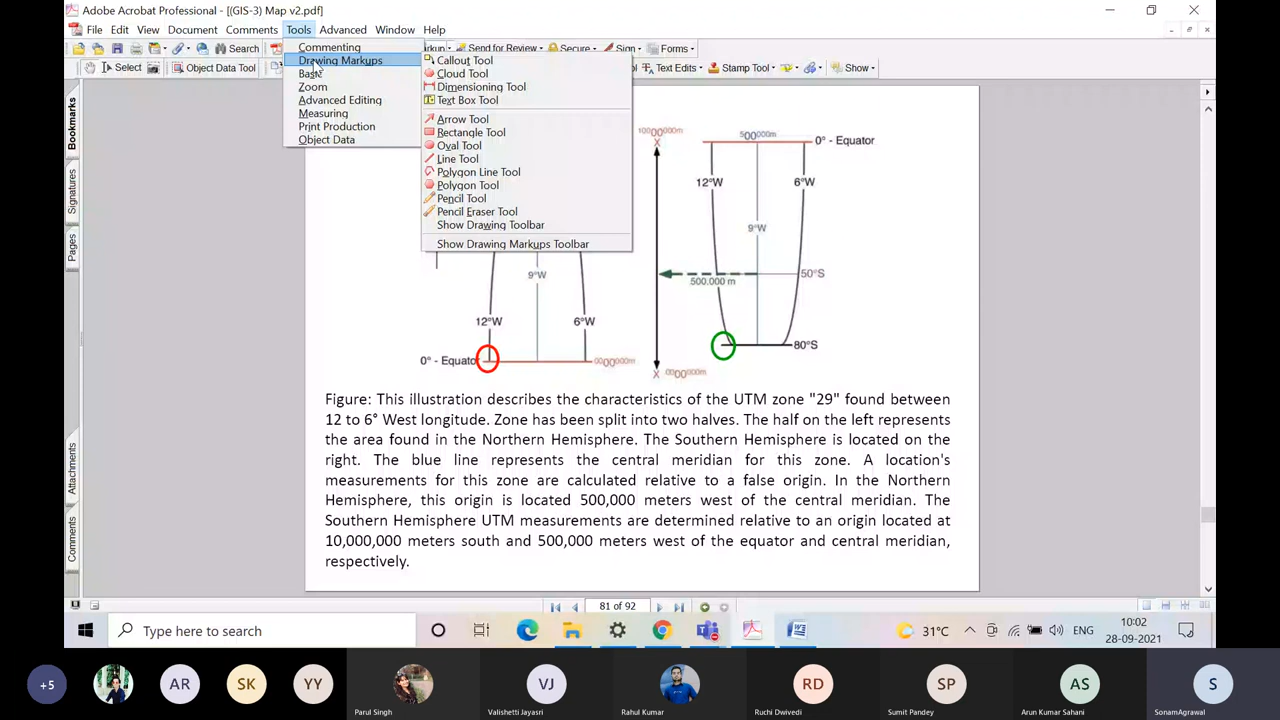 Adobe Acrobat Professional - [(GIS-3) Map v2.pdf]
File Edit View Document Comments Tools Advanced Window Help
Search
Send for Review
Secure
Sign
Forms
Select
Object Data Tool
Text Edits
Stamp Tool
Show
Commenting
Drawing Markups
Basic
Zoom
Advanced Editing
Measuring
Print Production
Object Data
Callout Tool
Cloud Tool
Dimensioning Tool
Text Box Tool
Arrow Tool
Rectangle Tool
Oval Tool
Line Tool
Polygon Line Tool
Polygon Tool
Pencil Tool
Pencil Eraser Tool
Show Drawing Toolbar
Show Drawing Markups Toolbar
Bookmarks
Signatures
Pages
Attachments
Comments
X
0° - Equator
12°W
6°W
9°W
50°S
500.000 m
80°S
9°W
12°W
6°W
0° - Equator
X
Figure: This illustration describes the characteristics of the UTM zone "29" found between
12 to 6° West longitude. Zone has been split into two halves. The half on the left represents
the area found in the Northern Hemisphere. The Southern Hemisphere is located on the
right. The blue line represents the central meridian for this zone. A location's
measurements for this zone are calculated relative to a false origin. In the Northern
Hemisphere, this origin is located 500,000 meters west of the central meridian. The
Southern Hemisphere UTM measurements are determined relative to an origin located at
10,000,000 meters south and 500,000 meters west of the equator and central meridian,
respectively.
81 of 92
Type here to search
31°C
ENG
10:02
28-09-2021
+5
AR
SK
YY
Parul Singh
VJ
Valishetti Jayasri
Rahul Kumar
RD
Ruchi Dwivedi
SP
Sumit Pandey
AS
Arun Kumar Sahani
S
SonamAgrawal